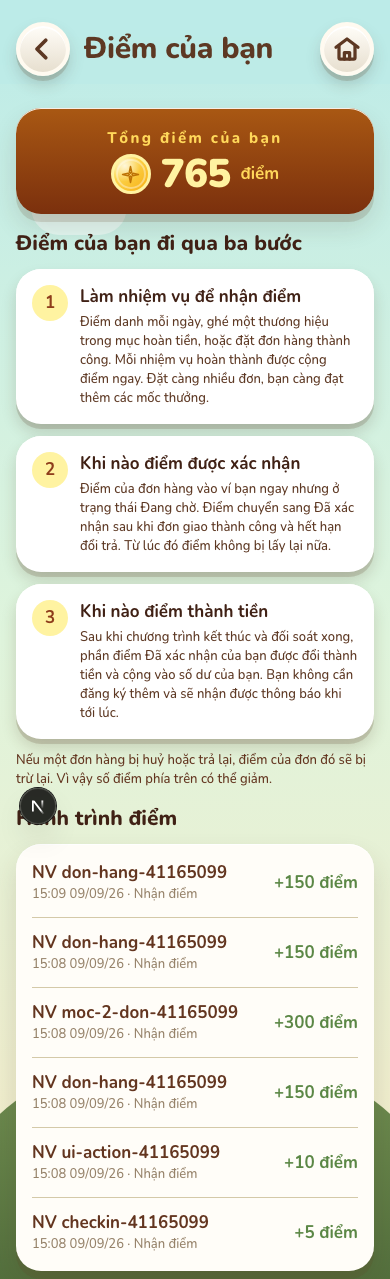 Điểm của bạn
Tổng điểm của bạn
765 điểm
Điểm của bạn đi qua ba bước
1
Làm nhiệm vụ để nhận điểm
Điểm danh mỗi ngày, ghé một thương hiệu
trong mục hoàn tiền, hoặc đặt đơn hàng thành
công. Mỗi nhiệm vụ hoàn thành được cộng
điểm ngay. Đặt càng nhiều đơn, bạn càng đạt
thêm các mốc thưởng.
2
Khi nào điểm được xác nhận
Điểm của đơn hàng vào ví bạn ngay nhưng ở
trạng thái Đang chờ. Điểm chuyển sang Đã xác
nhận sau khi đơn giao thành công và hết hạn
đổi trả. Từ lúc đó điểm không bị lấy lại nữa.
3
Khi nào điểm thành tiền
Sau khi chương trình kết thúc và đối soát xong,
phần điểm Đã xác nhận của bạn được đổi thành
tiền và cộng vào số dư của bạn. Bạn không cần
đăng ký thêm và sẽ nhận được thông báo khi
tới lúc.
Nếu một đơn hàng bị huỷ hoặc trả lại, điểm của đơn đó sẽ bị
trừ lại. Vì vậy số điểm phía trên có thể giảm.
N
trình điểm
NV don-hang-41165099
15:09 09/09/26 · Nhận điểm
+150 điểm
NV don-hang-41165099
15:08 09/09/26 · Nhận điểm
+150 điểm
NV moc-2-don-41165099
15:08 09/09/26 · Nhận điểm
+300 điểm
NV don-hang-41165099
15:08 09/09/26 · Nhận điểm
+150 điểm
NV ui-action-41165099
15:08 09/09/26 · Nhận điểm
+10 điểm
NV checkin-41165099
15:08 09/09/26 · Nhận điểm
+5 điểm